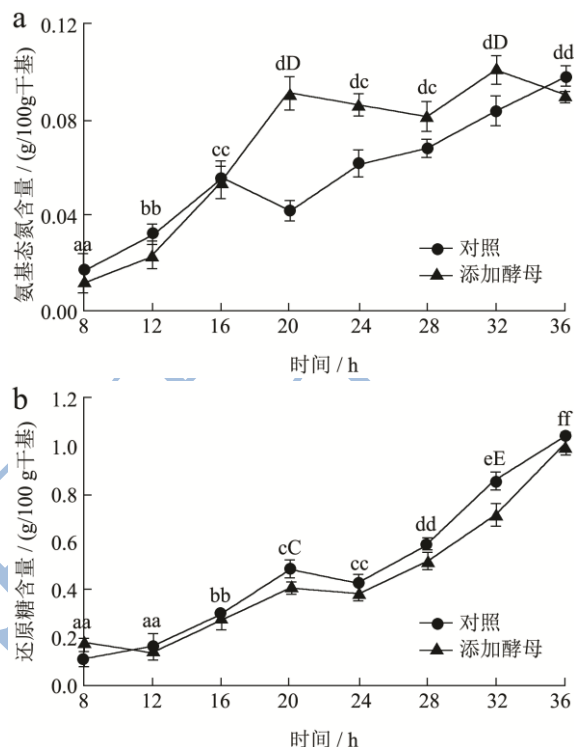 a
氨基态氮含量 / (g/100g干基)
0.12
0.08
0.04
0.00
aa
bb
cc
dD
dc
dc
dD
dd
对照
添加酵母
8 12 16 20 24 28 32 36
时间 / h
b
还原糖含量 / (g/100 g干基)
1.2
1.0
0.8
0.6
0.4
0.2
0.0
aa
aa
bb
cC
cc
dd
eE
ff
对照
添加酵母
8 12 16 20 24 28 32 36
时间 / h